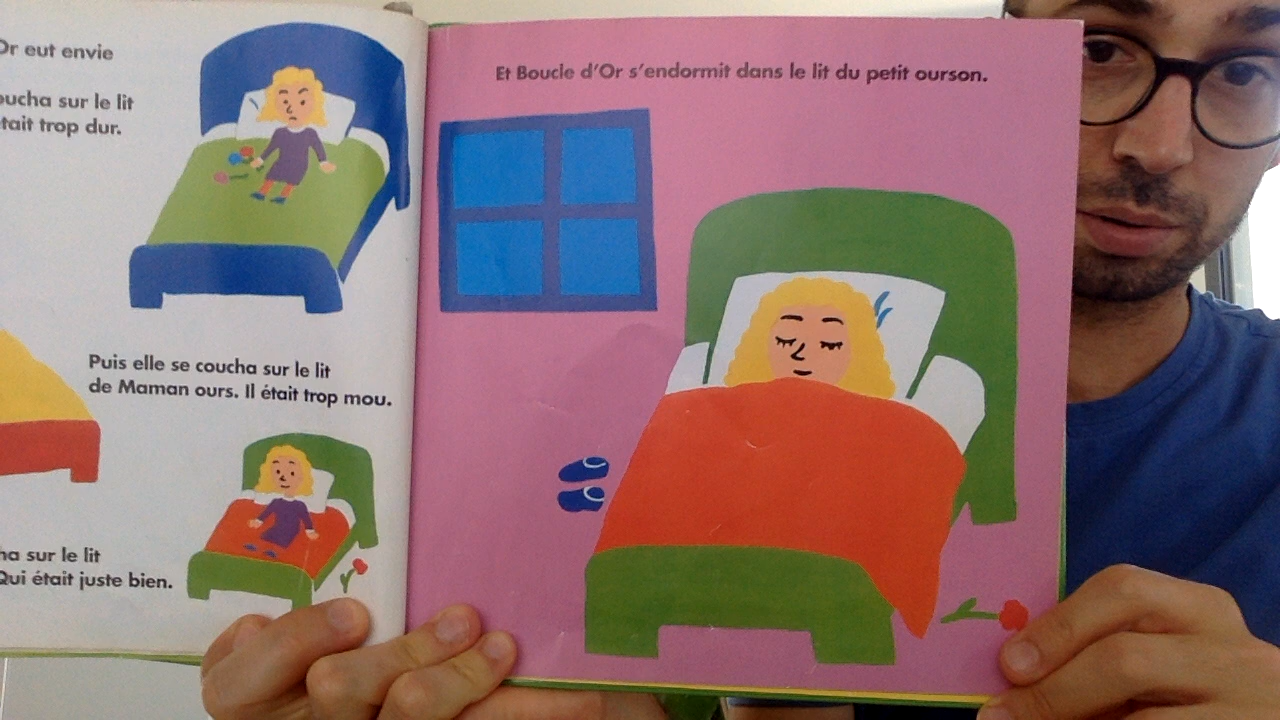 Or eut envie
oucha sur le lit
tait trop dur.
Puis elle se coucha sur le lit
de Maman ours. Il était trop mou.
ha sur le lit
Qui était juste bien.
Et Boucle d'Or s'endormit dans le lit du petit ourson.